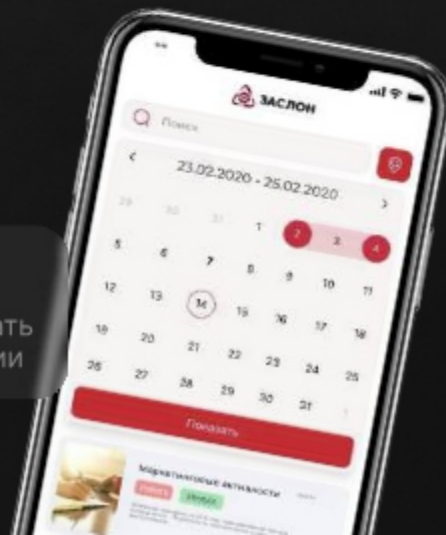 ЗАСЛОН
Поиск
23.02.2020 - 25.02.2020
29 30 31 1 2 3 4
5 6 7 8 9 10 11
12 13 14 15 16 17 18
19 20 21 22 23 24 25
26 27 28 29 30 31 1
Показать
Маркетинговые активности
ать
ии